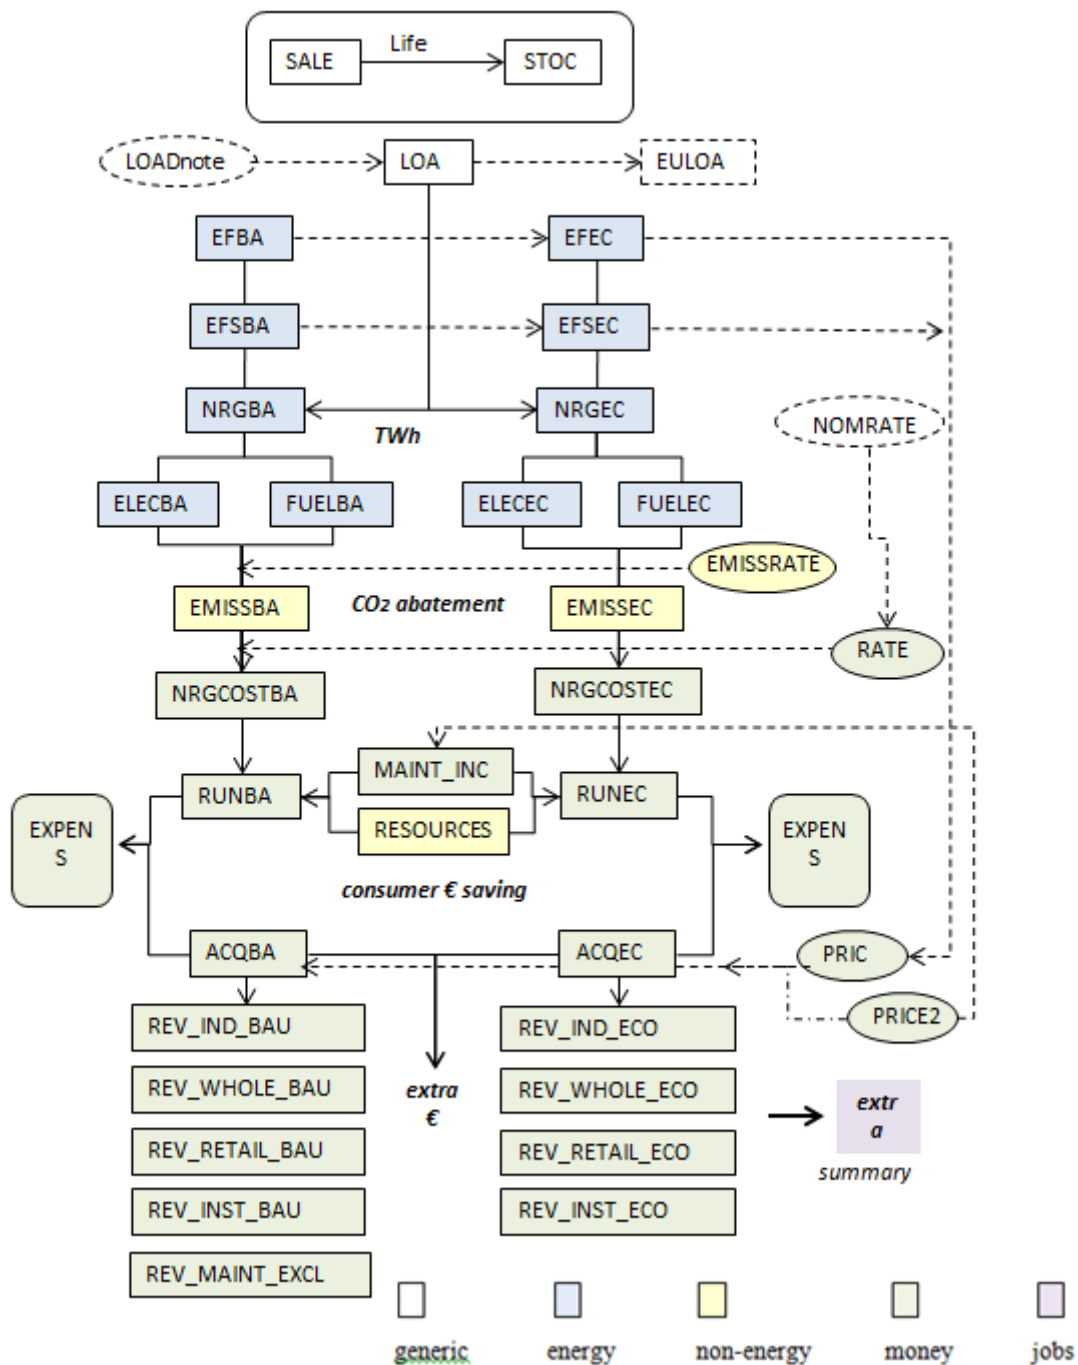 Life
SALE
STOC
LOADnote
LOA
EULOA
EFBA
EFEC
EFSBA
EFSEC
NRGBA
NRGEC
TWh
NOMRATE
ELECBA
FUELBA
ELECEC
FUELEC
EMISSRATE
EMISSBA
CO2 abatement
EMISSEC
RATE
NRGCOSTBA
NRGCOSTEC
MAINT_INC
RUNBA
RUNEC
RESOURCES
EXPEN
S
EXPEN
S
consumer € saving
ACQBA
ACQEC
PRIC
PRICE2
REV_IND_BAU
REV_IND_ECO
REV_WHOLE_BAU
REV_WHOLE_ECO
extra
€
extr
a
summary
REV_RETAIL_BAU
REV_RETAIL_ECO
REV_INST_BAU
REV_INST_ECO
REV_MAINT_EXCL
generic
energy
non-energy
money
jobs